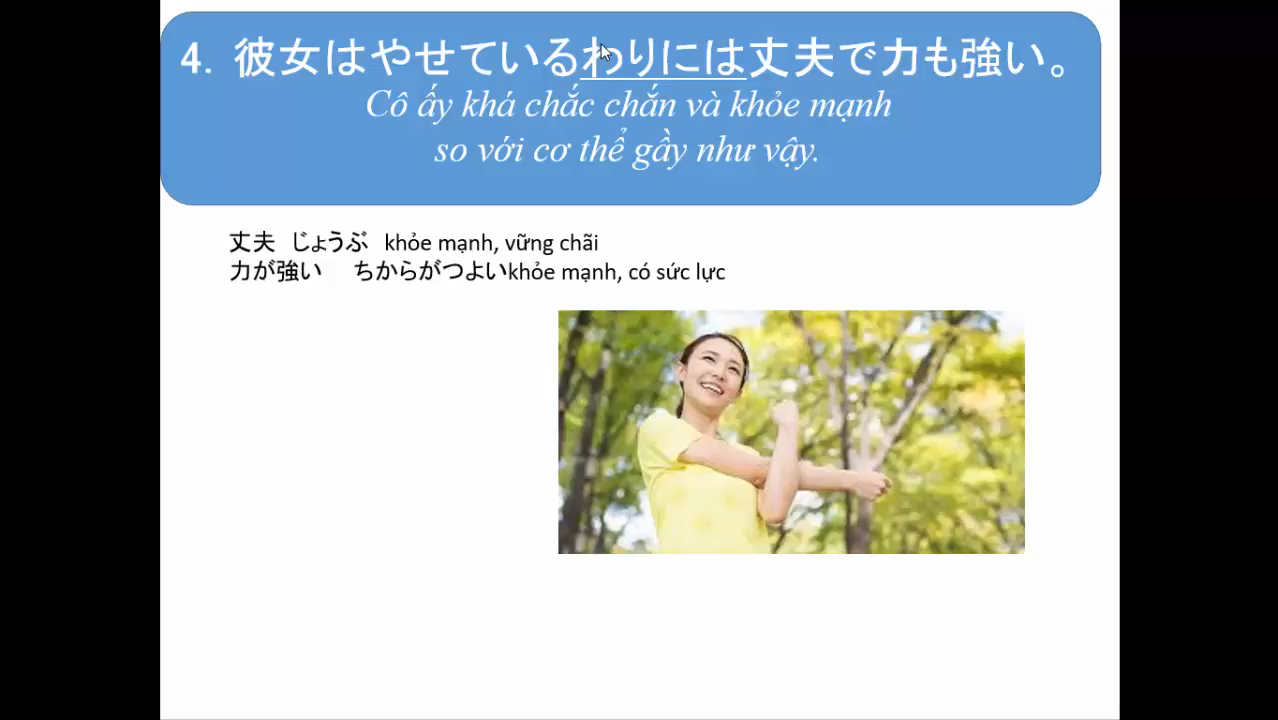 4. 彼女はやせているわりには丈夫で力も強い。
Cô ấy khá chắc chắn và khỏe mạnh
so với cơ thể gầy như vậy.
丈夫 じょうぶ khỏe mạnh, vững chãi
力が強い ちからがつよいkhỏe mạnh, có sức lực